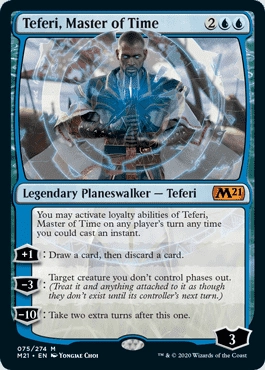 Teferi, Master of Time 2
M21
Legendary Planeswalker — Teferi
You may activate loyalty abilities of Teferi,
Master of Time on any player's turn any time
you could cast an instant.
+1: Draw a card, then discard a card.
−3: Target creature you don't control phases out.
(Treat it and anything attached to it as though
they don't exist until its controller's next turn.)
−10: Take two extra turns after this one.
3
075/274 M
M21 • EN Yongjae Choi
™ & © 2020 Wizards of the Coast